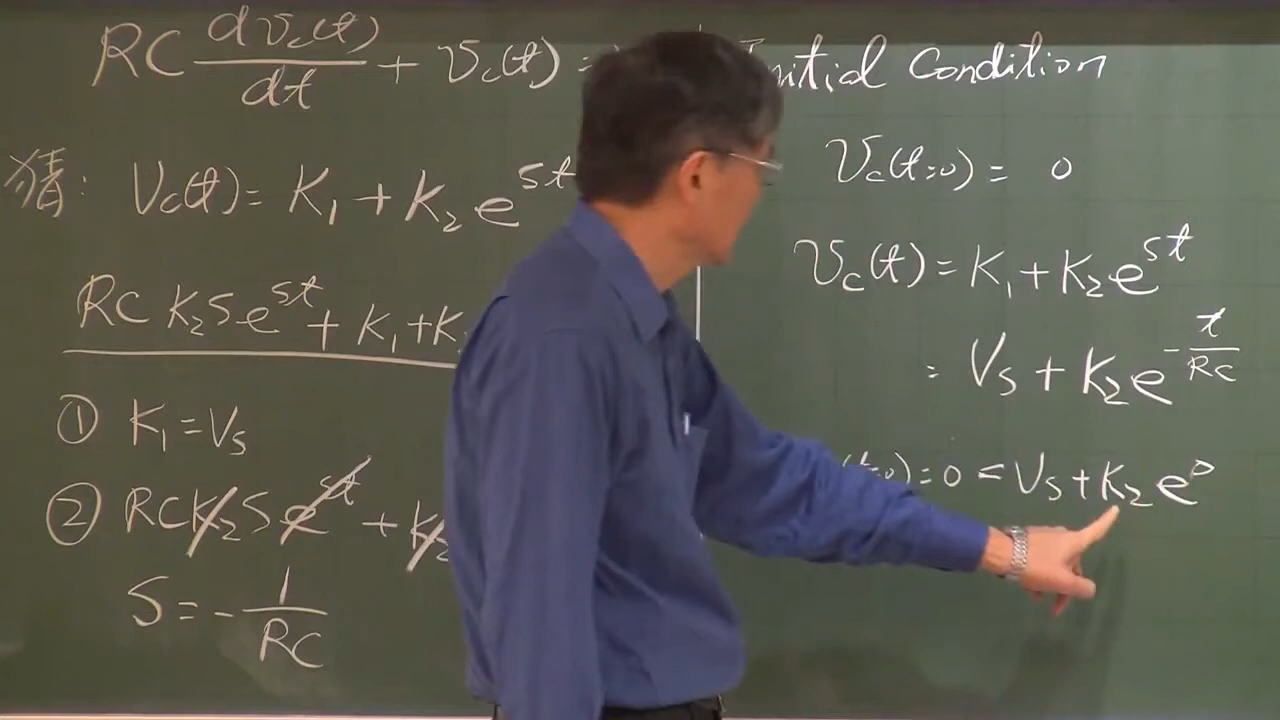 RC dVc(t)/dt + Vc(t) =
猜: Vc(t) = K₁ + K₂e^st
RC K₂Se^st + K₁ + K
① K₁ = Vs
② RCK₂Se^st + K₂
S = -1/RC
Initial Condition
Vc(t=0) = 0
Vc(t) = K₁ + K₂e^st
= Vs + K₂e^-t/RC
(t=0) = 0 = Vs + K₂e⁰